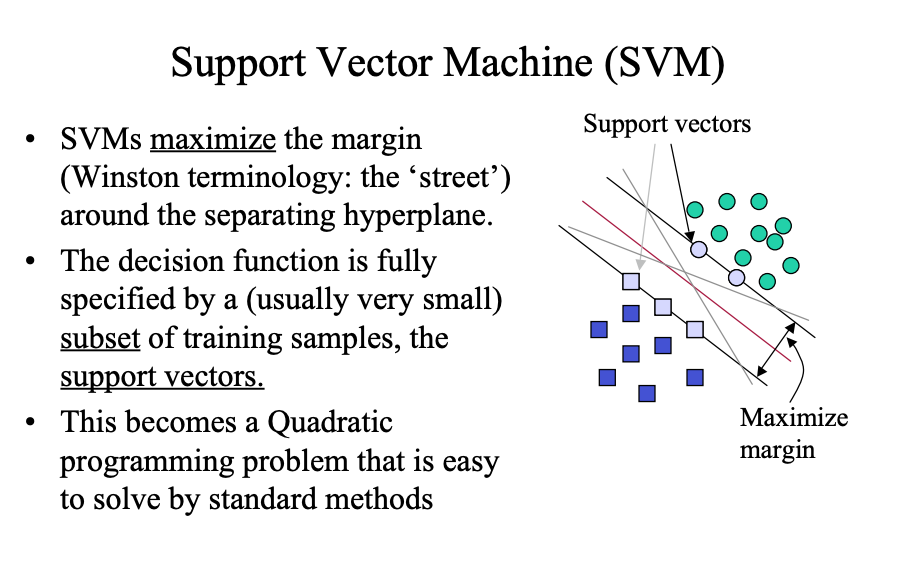 Support Vector Machine (SVM)
• SVMs maximize the margin
(Winston terminology: the ‘street’)
around the separating hyperplane.
• The decision function is fully
specified by a (usually very small)
subset of training samples, the
support vectors.
• This becomes a Quadratic
programming problem that is easy
to solve by standard methods
Support vectors
Maximize
margin